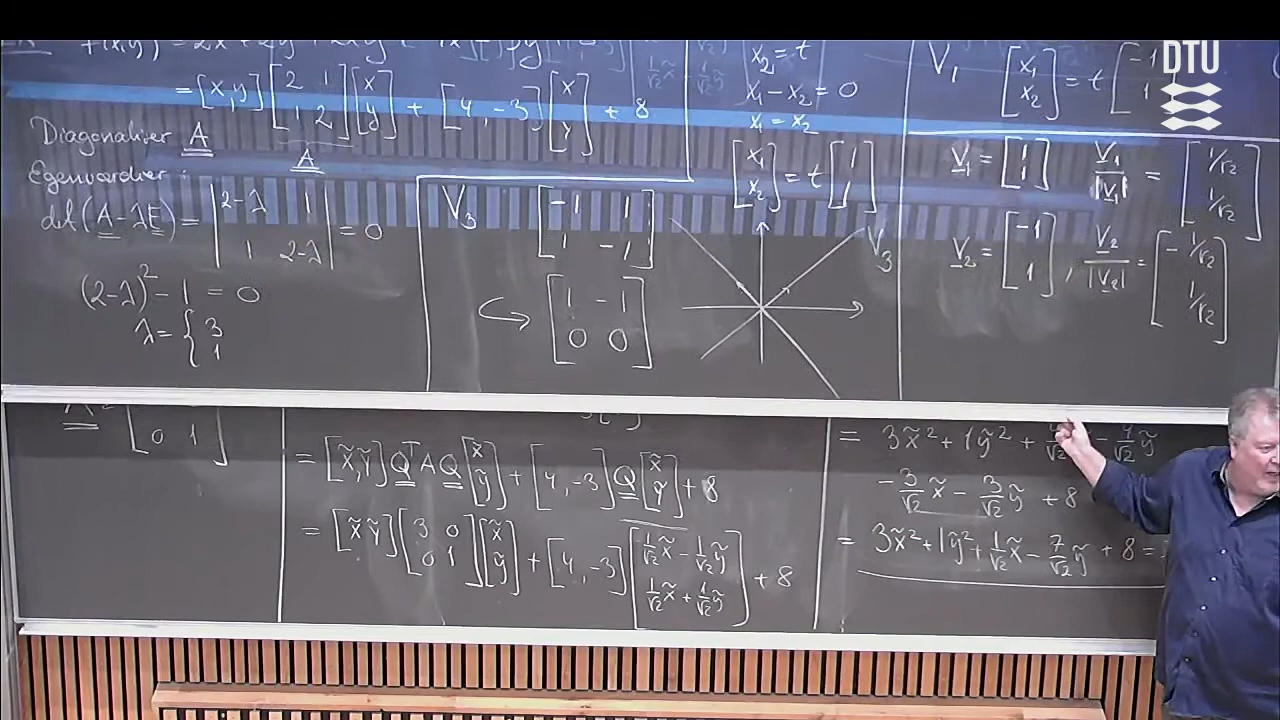 f(x,y) = 2x² + 2y² + 2xy +
= [x,y] [2 1; 1 2] [x; y] + [4, -3] [x; y] + 8
A
Diagonaliser A
Egenværdier :
det(A-λE) = |2-λ 1; 1 2-λ| = 0
(2-λ)² - 1 = 0
λ = { 3
1
V₃ [-1 1; 1 -1]
[1 -1; 0 0]
x₂ = t
x₁ - x₂ = 0
x₁ = x₂
[x₁; x₂] = t [1; 1]
V₃
V₁ [x₁; x₂] = t [-1; 1]
DTU
V₁ = [1; 1] V₁/|V₁| = [1/√2; 1/√2]
V₂ = [-1; 1] , V₂/|V₂| = [-1/√2; 1/√2]
0 1
= [x̃,ỹ] Qᵀ A Q [x̃; ỹ] + [4, -3] Q [x̃; ỹ] + 8
= [x̃ ỹ] [3 0; 0 1] [x̃; ỹ] + [4, -3] [1/√2 x̃ - 1/√2 ỹ; 1/√2 x̃ + 1/√2 ỹ] + 8
= 3x̃² + 1ỹ² + - 4/√2 ỹ
- 3/√2 x̃ - 3/√2 ỹ + 8
= 3x̃² + 1ỹ² + 1/√2 x̃ - 7/√2 ỹ + 8 =